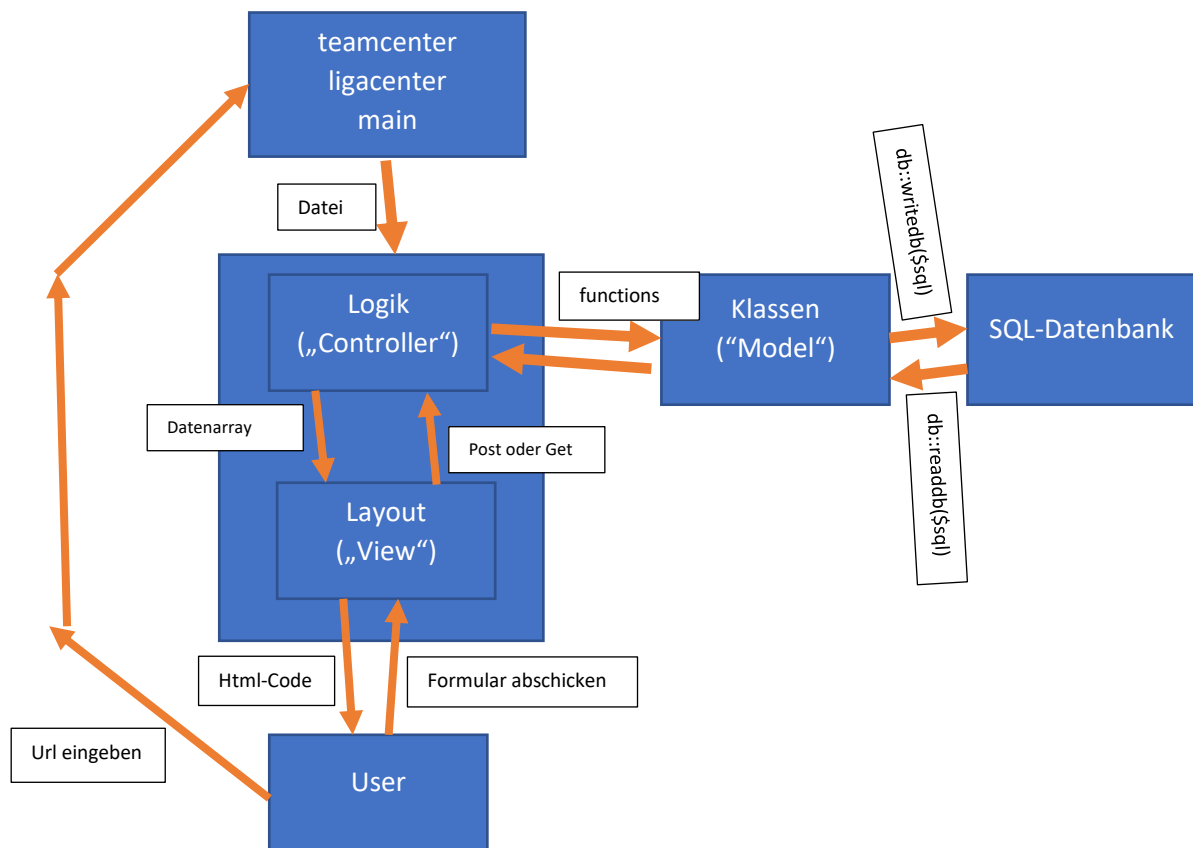 teamcenter
ligacenter
main
Datei
Logik
(„Controller“)
functions
Klassen
(“Model“)
db::writedb($sql)
SQL-Datenbank
db::readdb($sql)
Datenarray
Post oder Get
Layout
(„View“)
Html-Code
Formular abschicken
Url eingeben
User